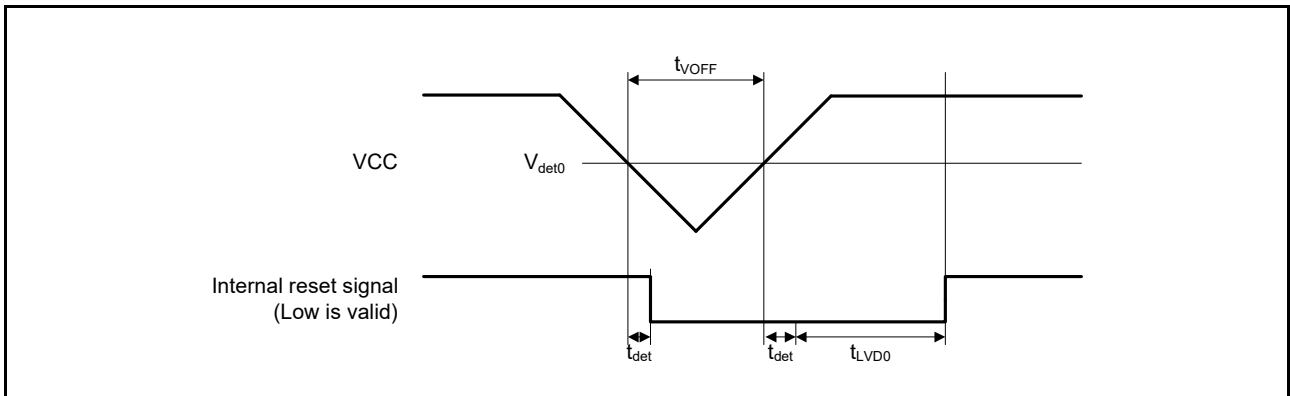 tVOFF
VCC
Vdet0
Internal reset signal
(Low is valid)
tdet
tdet
tLVD0